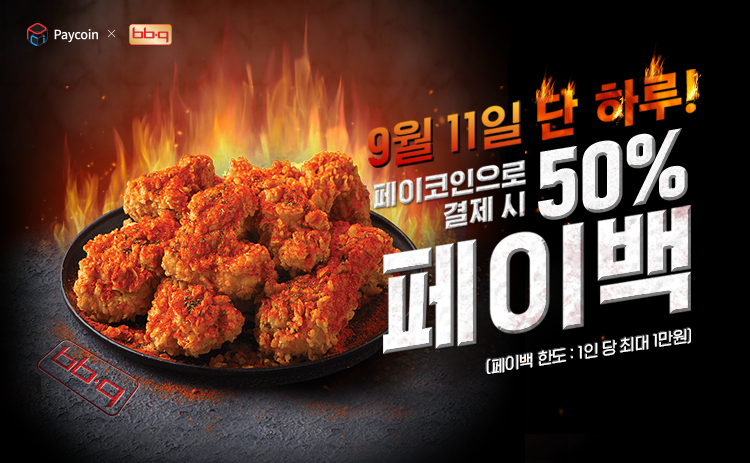 Paycoin × bb.q
9월 11일 단 하루!
페이코인으로
결제 시 50%
페이백
(페이백 한도 : 1인 당 최대 1만원)
bb.q